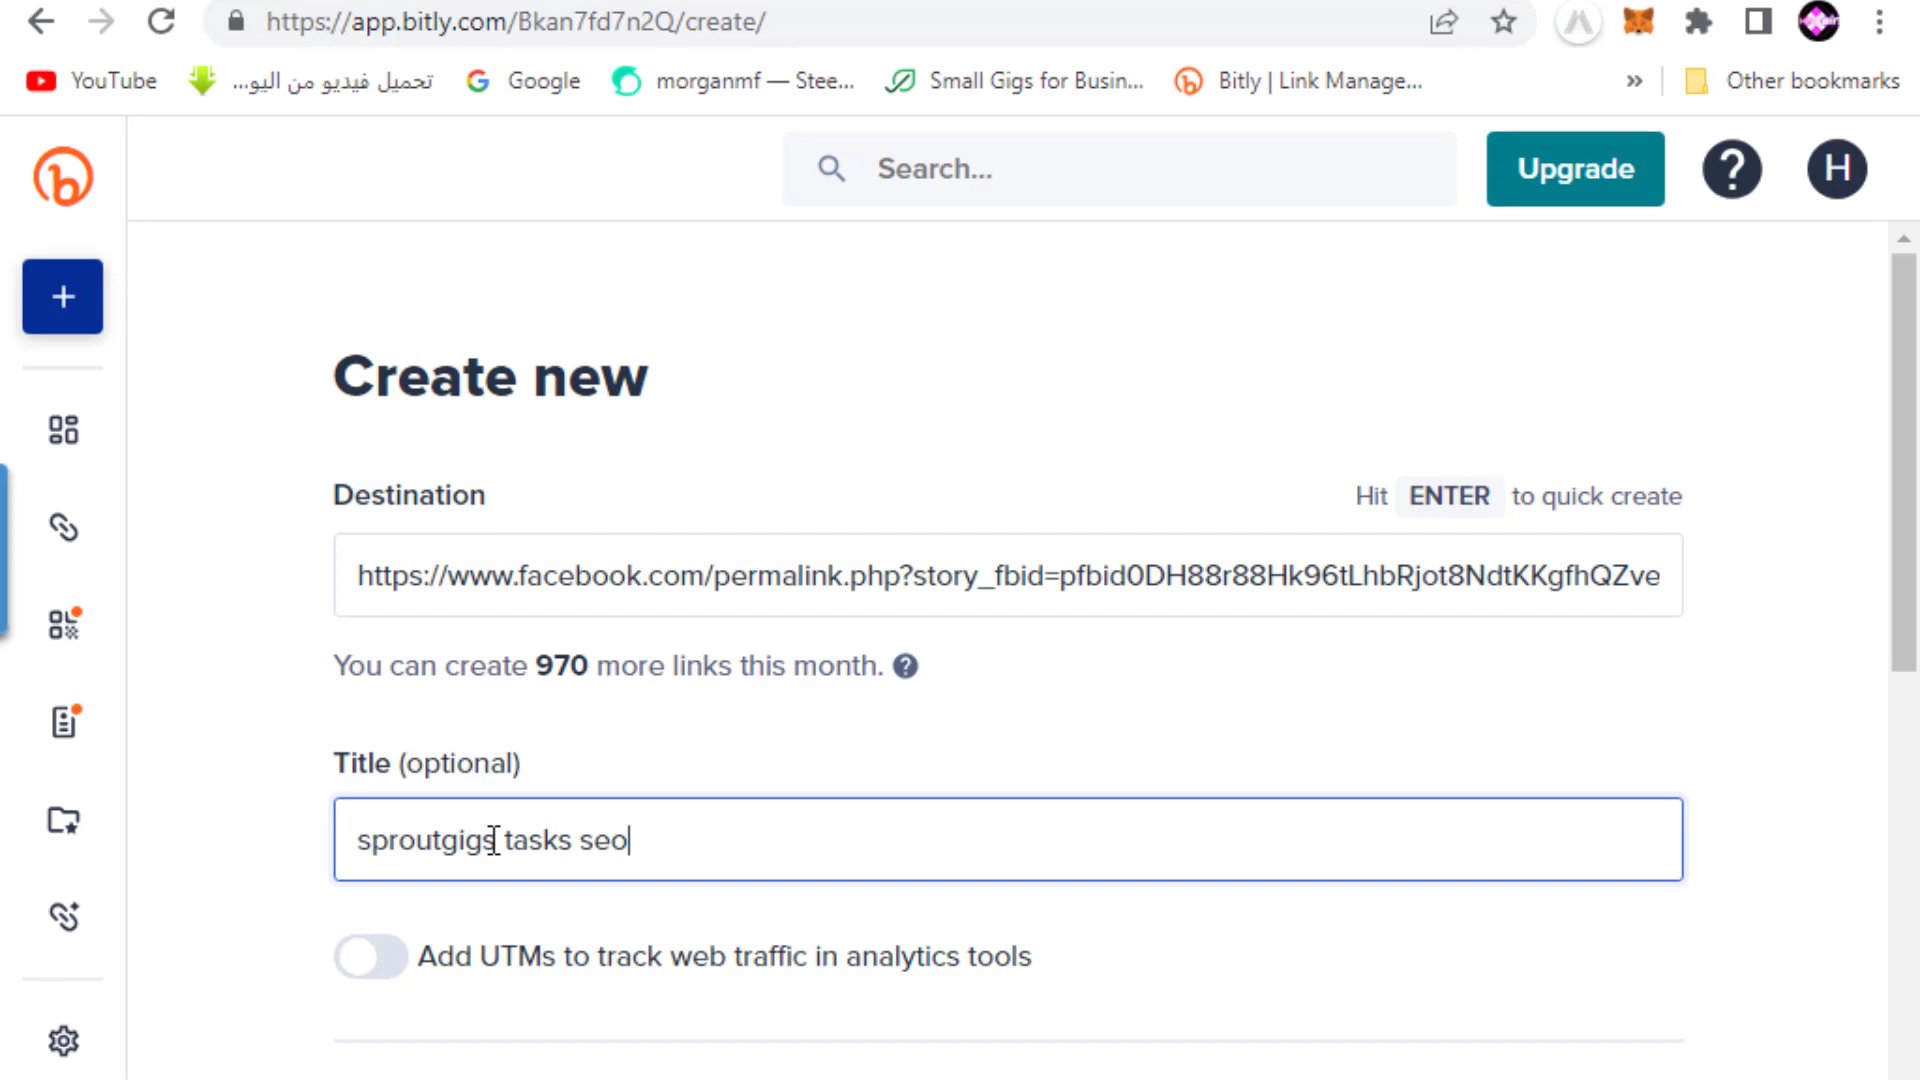 https://app.bitly.com/Bkan7fd7n2Q/create/
YouTube
تحميل فيديو من اليو...
Google
morganmf — Stee...
Small Gigs for Busin...
Bitly | Link Manage...
»
Other bookmarks
b
Search...
Upgrade
?
H
+
Create new
Destination
Hit ENTER to quick create
https://www.facebook.com/permalink.php?story_fbid=pfbid0DH88r88Hk96tLhbRjot8NdtKKgfhQZve
You can create 970 more links this month. ?
Title (optional)
sproutgigs tasks seo
Add UTMs to track web traffic in analytics tools